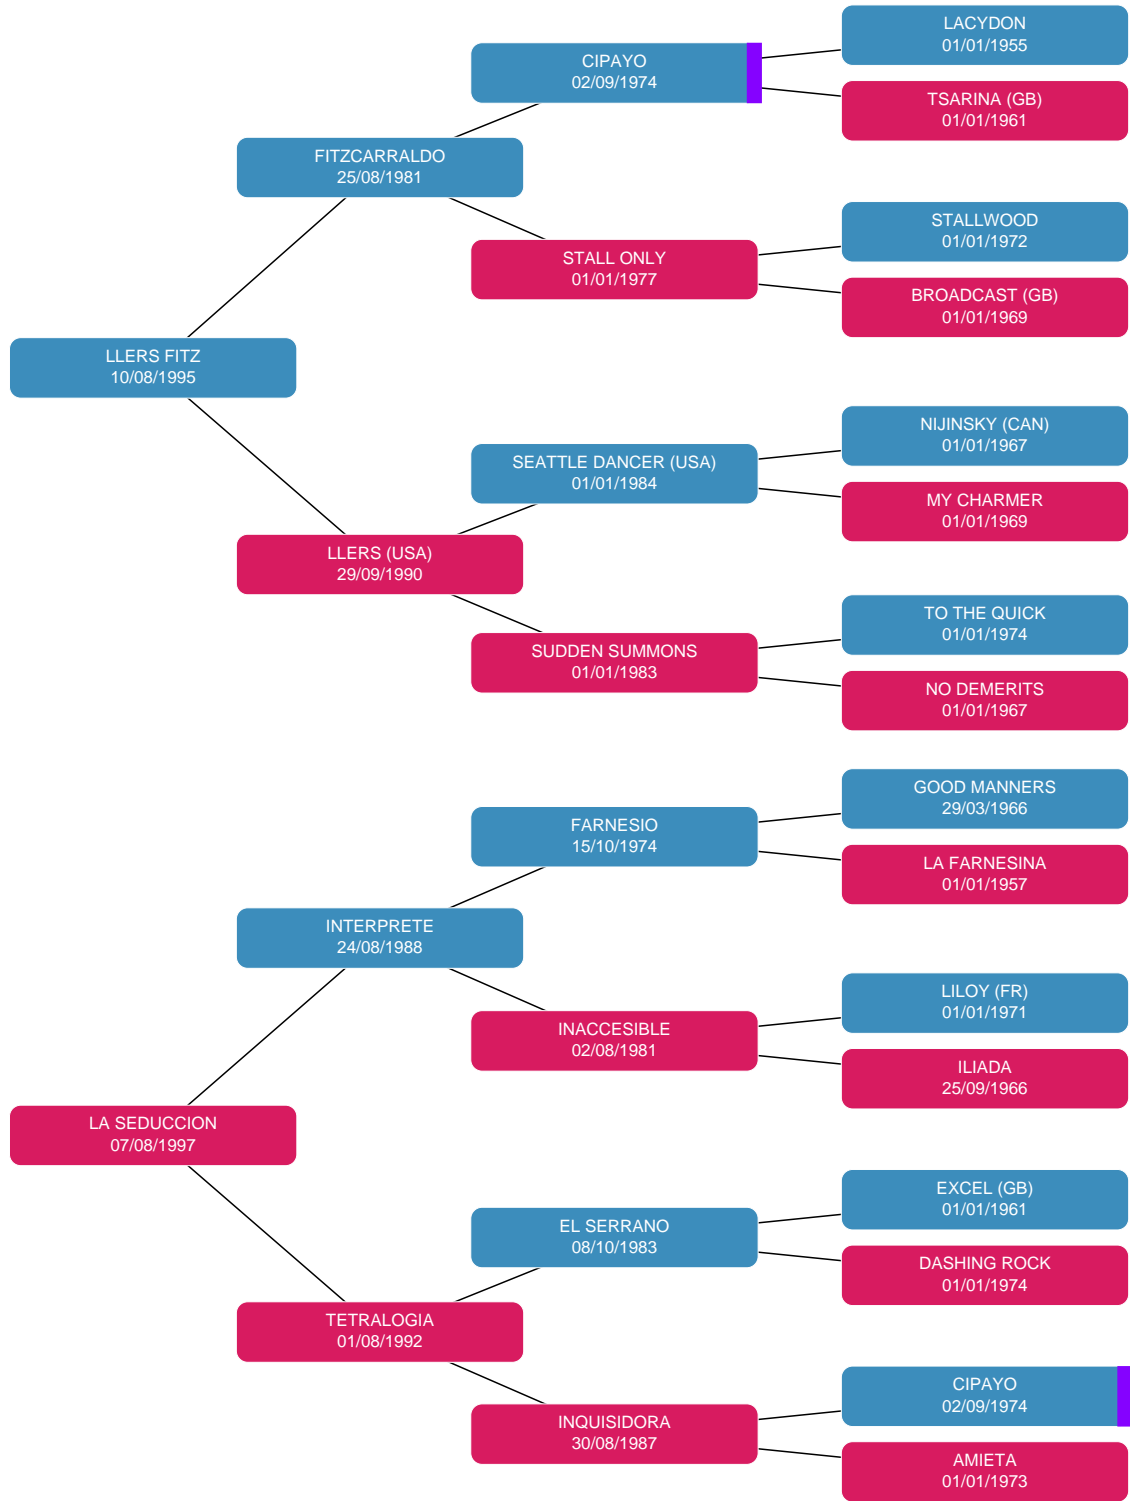 LACYDON
01/01/1955
CIPAYO
02/09/1974
TSARINA (GB)
01/01/1961
FITZCARRALDO
25/08/1981
STALLWOOD
01/01/1972
STALL ONLY
01/01/1977
BROADCAST (GB)
01/01/1969
LLERS FITZ
10/08/1995
NIJINSKY (CAN)
01/01/1967
SEATTLE DANCER (USA)
01/01/1984
MY CHARMER
01/01/1969
LLERS (USA)
29/09/1990
TO THE QUICK
01/01/1974
SUDDEN SUMMONS
01/01/1983
NO DEMERITS
01/01/1967
GOOD MANNERS
29/03/1966
FARNESIO
15/10/1974
LA FARNESINA
01/01/1957
INTERPRETE
24/08/1988
LILOY (FR)
01/01/1971
INACCESIBLE
02/08/1981
ILIADA
25/09/1966
LA SEDUCCION
07/08/1997
EXCEL (GB)
01/01/1961
EL SERRANO
08/10/1983
DASHING ROCK
01/01/1974
TETRALOGIA
01/08/1992
CIPAYO
02/09/1974
INQUISIDORA
30/08/1987
AMIETA
01/01/1973